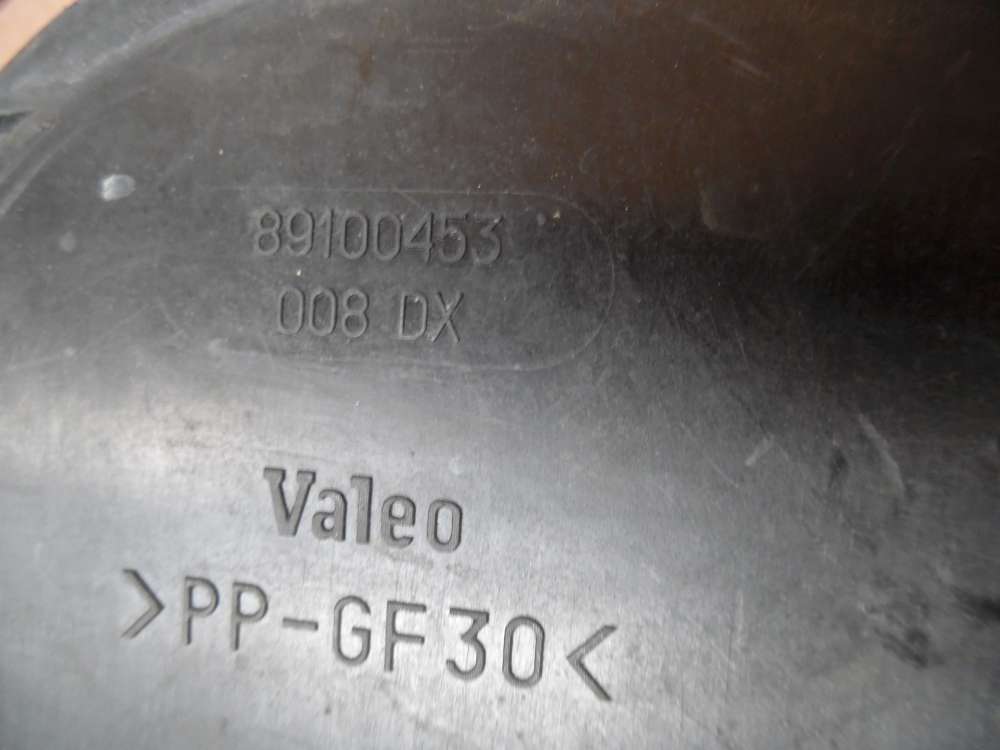 89100453
008 DX
Valeo
>PP-GF30<